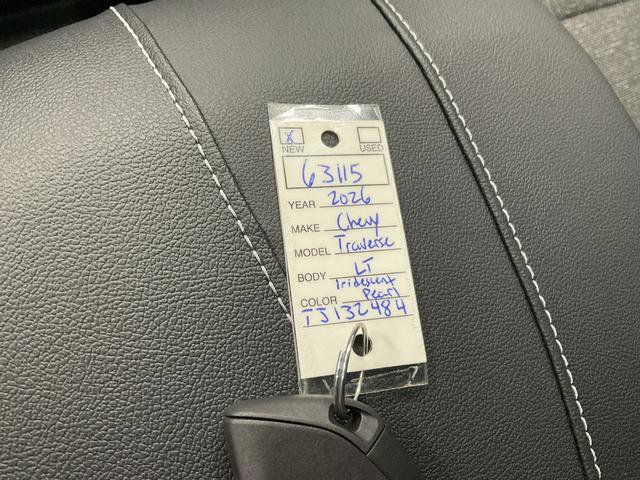 X
NEW USED
63115
YEAR 2026
MAKE Chevy
MODEL Traverse
BODY LT
COLOR Iridescent
Pearl
TJ132484